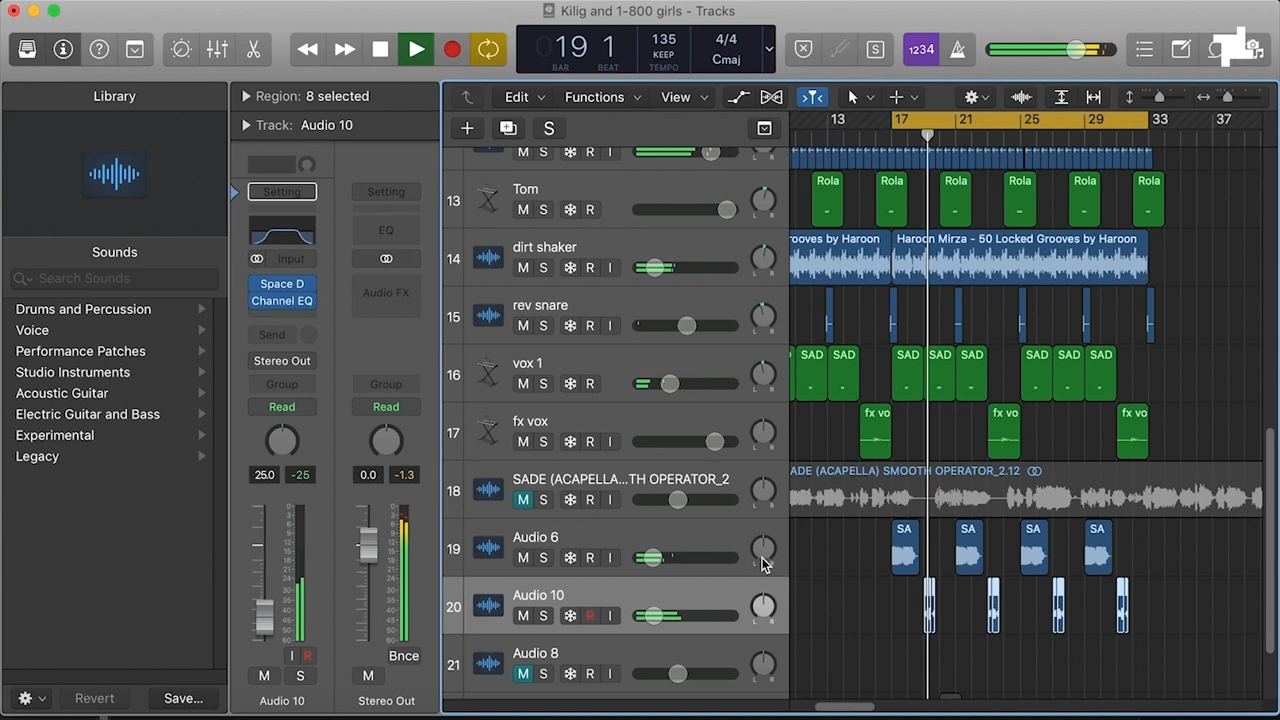 Kilig and 1-800 girls - Tracks
019 1
BAR BEAT
135
KEEP
TEMPO
4/4
Cmaj
1234
S
Library
Region: 8 selected
Track: Audio 10
Edit Functions View
S
13 17 21 25 29 33 37
Setting Setting
EQ
Input
Audio FX
Space D
Channel EQ
Send
Stereo Out
Group Group
Read Read
25.0 -25 0.0 -1.3
I R
Bnce
M S M
Audio 10 Stereo Out
Sounds
Search Sounds
Drums and Percussion
Voice
Performance Patches
Studio Instruments
Acoustic Guitar
Electric Guitar and Bass
Experimental
Legacy
Revert Save...
M S R I
13 Tom
M S R
Rola Rola Rola Rola Rola Rola
14 dirt shaker
M S R I
rooves by Haroon Haroon Mirza - 50 Locked Grooves by Haroon
15 rev snare
M S R I
16 vox 1
M S R
SAD SAD SAD SAD SAD SAD SAD SAD
17 fx vox
M S R I
fx vo fx vo fx vo
18 SADE (ACAPELLA...TH OPERATOR_2
M S R I
ADE (ACAPELLA) SMOOTH OPERATOR_2.12
19 Audio 6
M S R I
SA SA SA SA
20 Audio 10
M S R I
21 Audio 8
M S R I